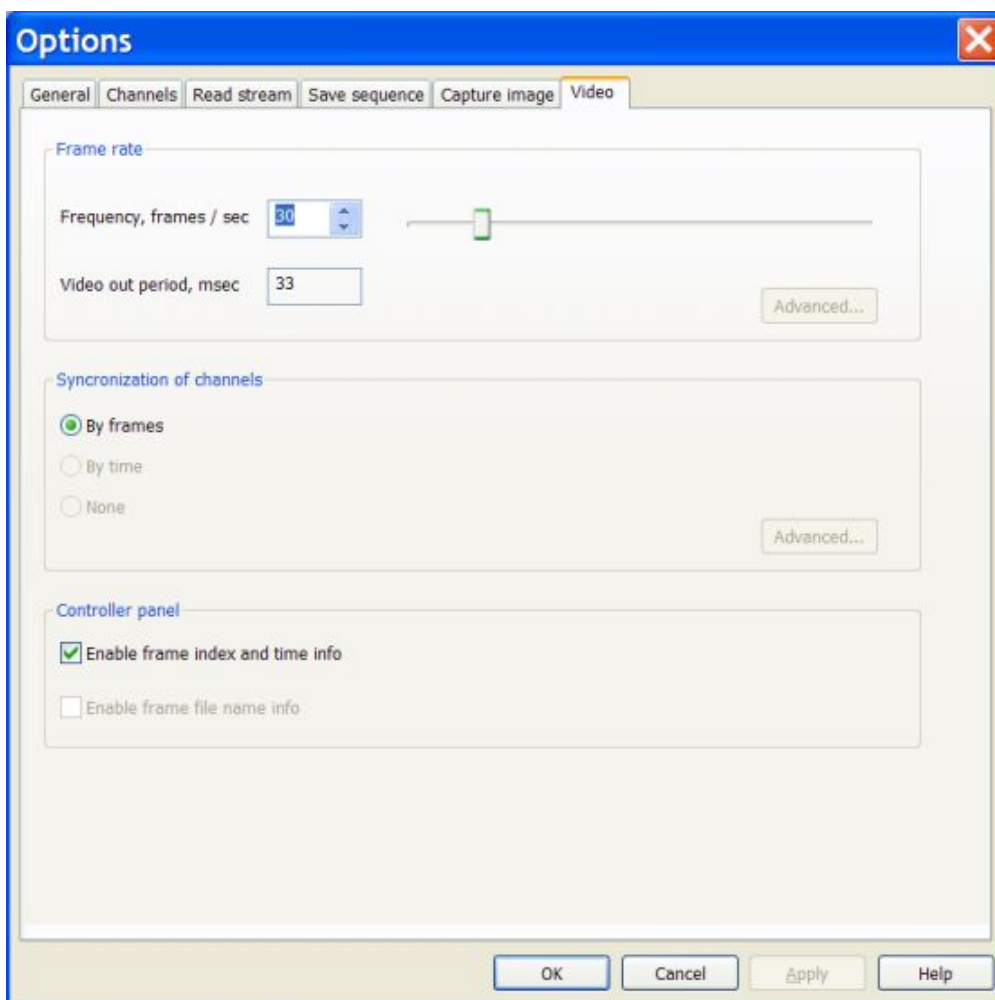 Options
General Channels Read stream Save sequence Capture image Video
Frame rate
Frequency, frames / sec 30
Video out period, msec 33
Advanced...
Syncronization of channels
By frames
By time
None
Advanced...
Controller panel
Enable frame index and time info
Enable frame file name info
OK Cancel Apply Help